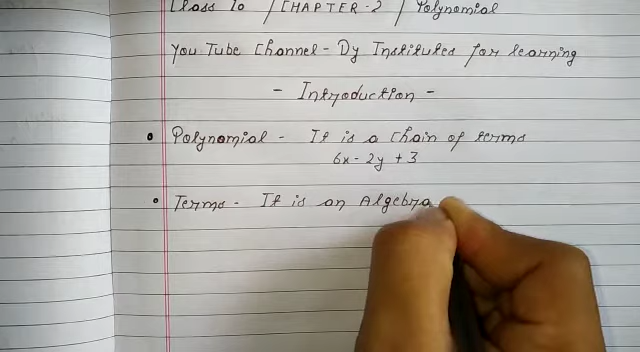 Class 10 / CHAPTER-2 / Polynomial
You Tube Channel - Dy Institutes for learning
- Introduction -
• Polynomial - It is a Chain of terms
6x - 2y + 3
• Terms - It is an Algebra